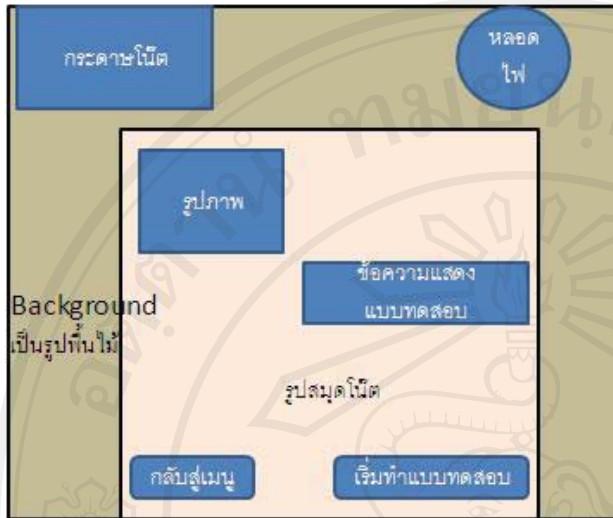 กระดาษโน๊ต
หลอด
ไฟ
รูปภาพ
ข้อความแสดง
แบบทดสอบ
Background
เป็นรูปพื้นไม้
รูปสมุดโน๊ต
กลับสู่เมนู
เริ่มทำแบบทดสอบ